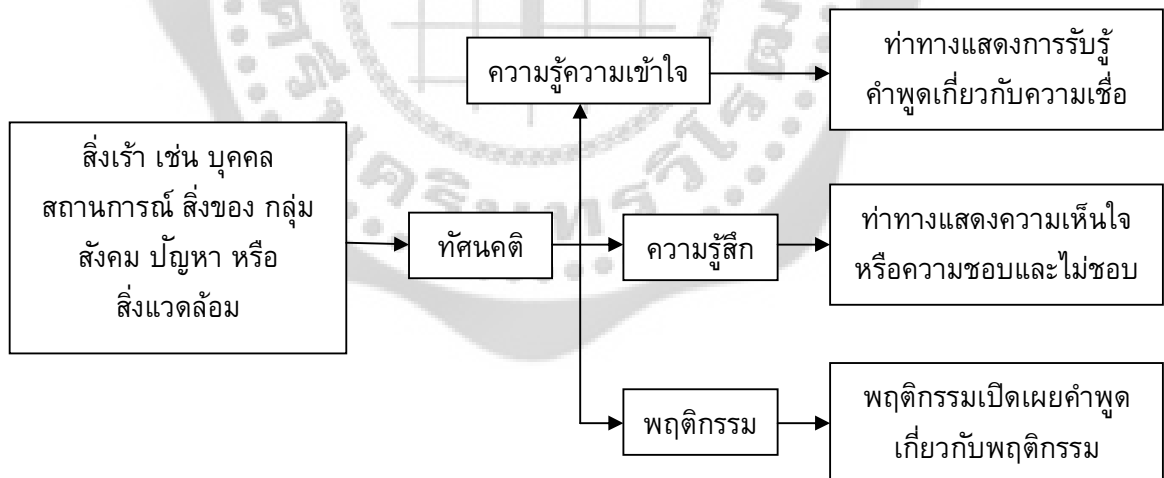 ความรู้ความเข้าใจ
ท่าทางแสดงการรับรู้
คำพูดเกี่ยวกับความเชื่อ
สิ่งเร้า เช่น บุคคล
สถานการณ์ สิ่งของ กลุ่ม
สังคม ปัญหา หรือ
สิ่งแวดล้อม
ทัศนคติ
ความรู้สึก
ท่าทางแสดงความเห็นใจ
หรือความชอบและไม่ชอบ
พฤติกรรม
พฤติกรรมเปิดเผยคำพูด
เกี่ยวกับพฤติกรรม